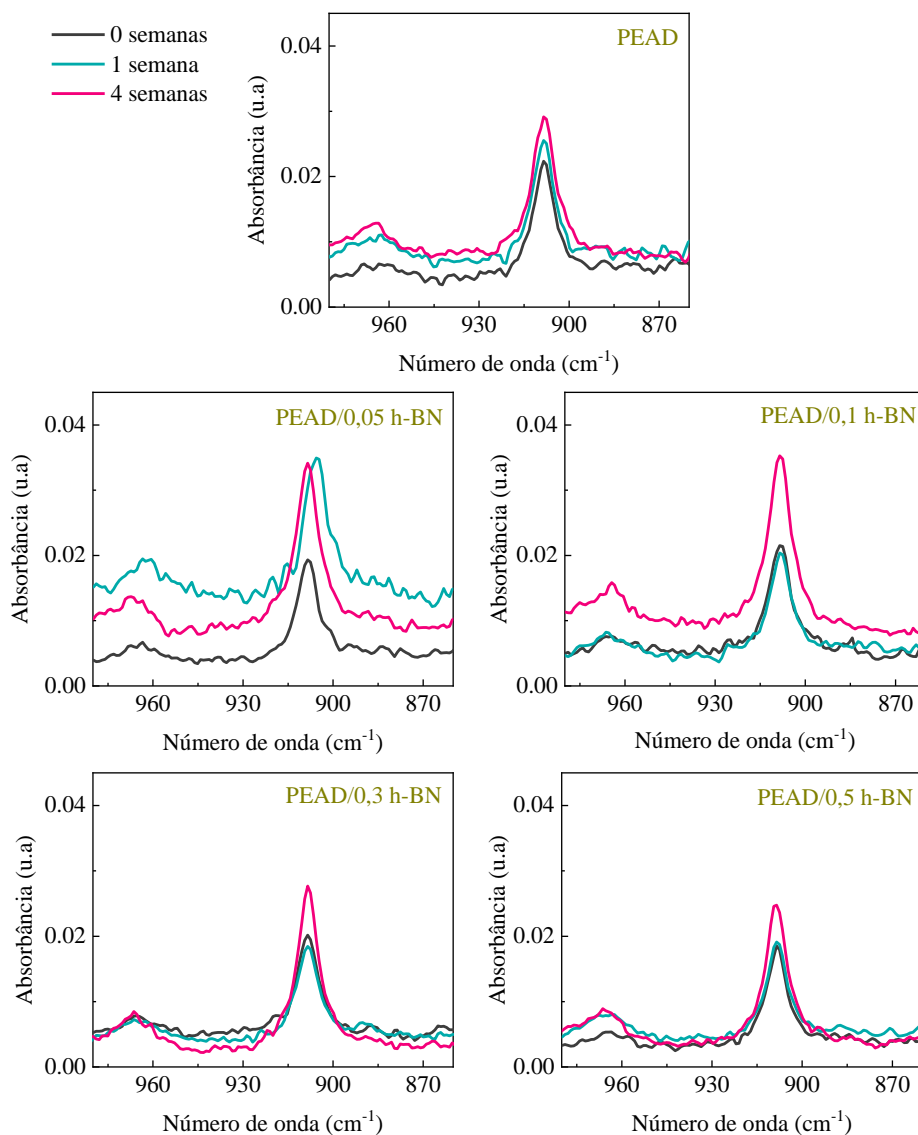 0 semanas
1 semana
4 semanas
PEAD
0.04
0.02
0.00
Absorbância (u.a)
960 930 900 870
Número de onda (cm⁻¹)
PEAD/0,05 h-BN
0.04
0.02
0.00
Absorbância (u.a)
960 930 900 870
Número de onda (cm⁻¹)
PEAD/0,1 h-BN
0.04
0.02
0.00
Absorbância (u.a)
960 930 900 870
Número de onda (cm⁻¹)
PEAD/0,3 h-BN
0.04
0.02
0.00
Absorbância (u.a)
960 930 900 870
Número de onda (cm⁻¹)
PEAD/0,5 h-BN
0.04
0.02
0.00
Absorbância (u.a)
960 930 900 870
Número de onda (cm⁻¹)